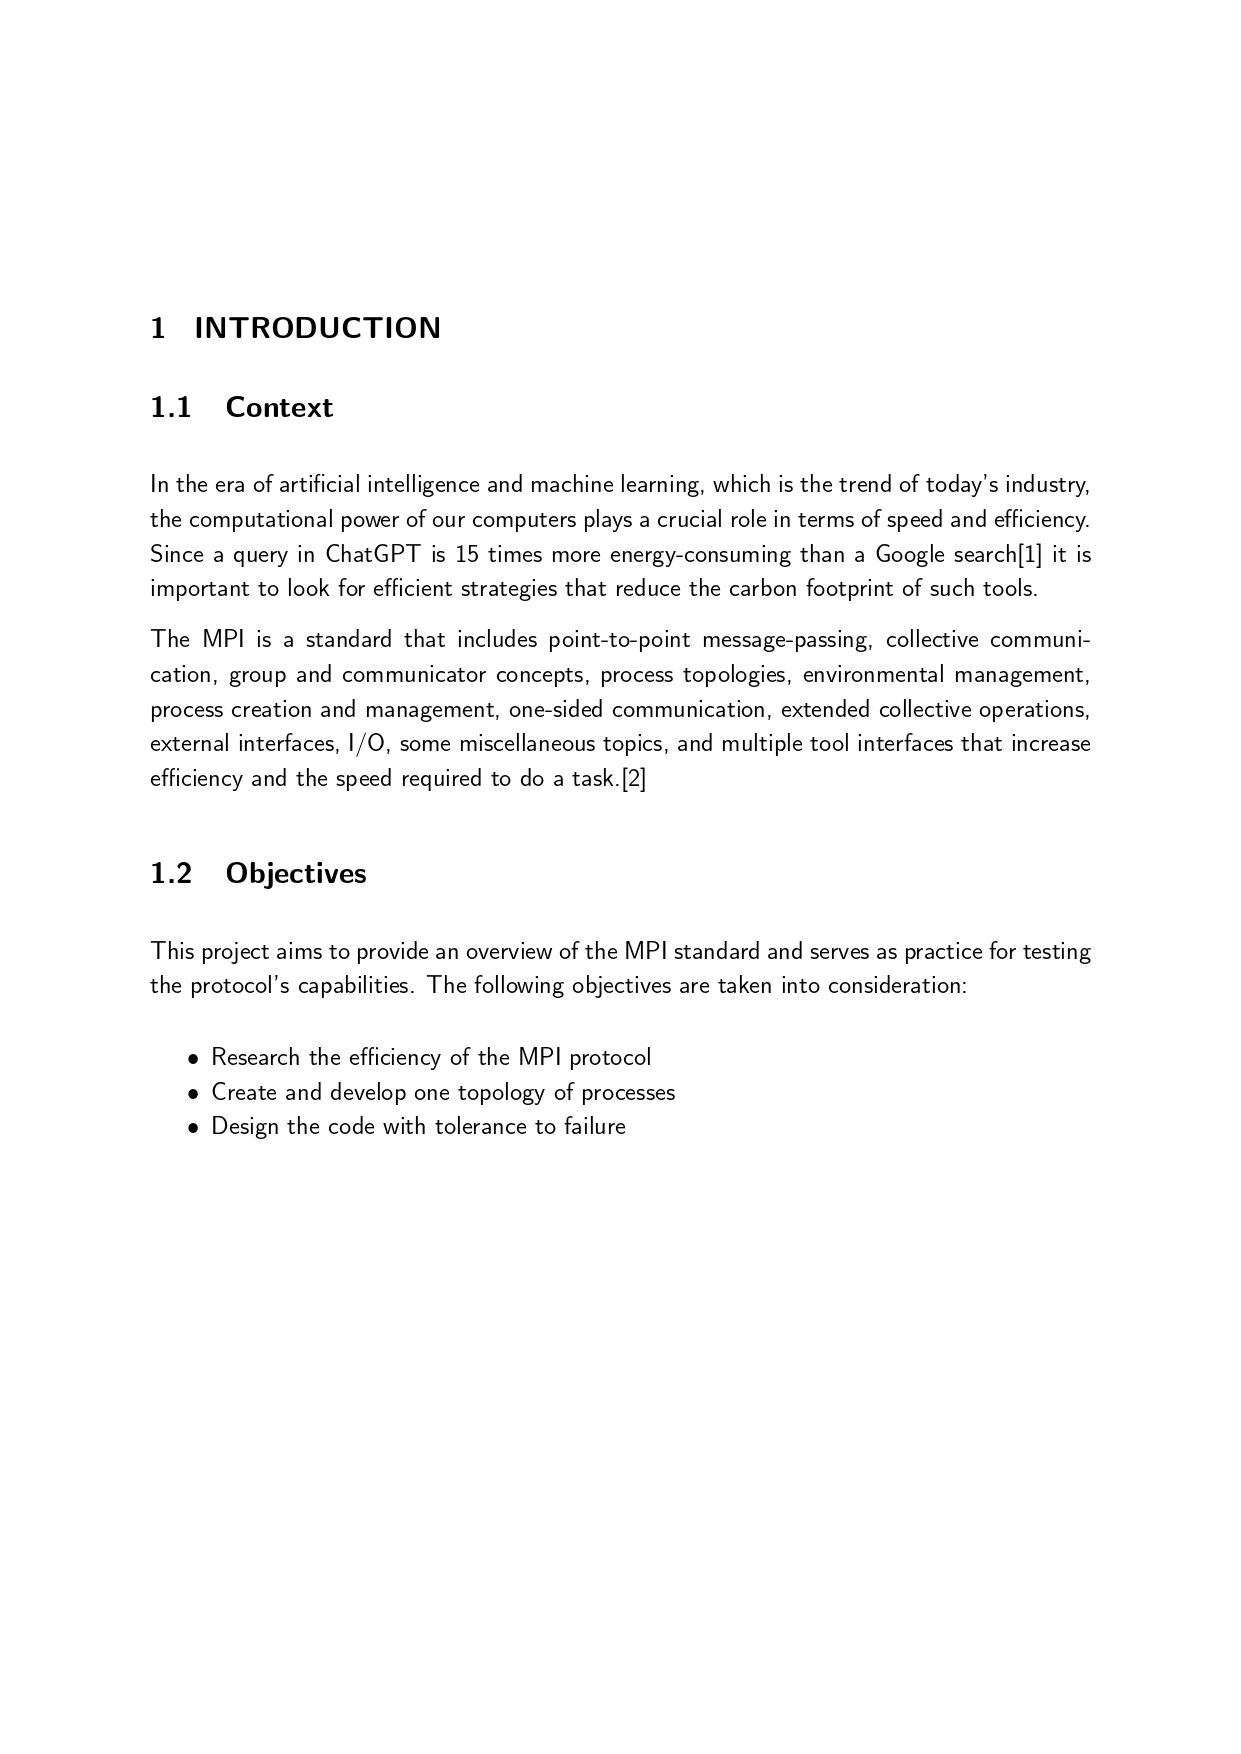 1 INTRODUCTION
1.1 Context
In the era of artificial intelligence and machine learning, which is the trend of today's industry,
the computational power of our computers plays a crucial role in terms of speed and efficiency.
Since a query in ChatGPT is 15 times more energy-consuming than a Google search[1] it is
important to look for efficient strategies that reduce the carbon footprint of such tools.
The MPI is a standard that includes point-to-point message-passing, collective communi-
cation, group and communicator concepts, process topologies, environmental management,
process creation and management, one-sided communication, extended collective operations,
external interfaces, I/O, some miscellaneous topics, and multiple tool interfaces that increase
efficiency and the speed required to do a task.[2]
1.2 Objectives
This project aims to provide an overview of the MPI standard and serves as practice for testing
the protocol's capabilities. The following objectives are taken into consideration:
• Research the efficiency of the MPI protocol
• Create and develop one topology of processes
• Design the code with tolerance to failure